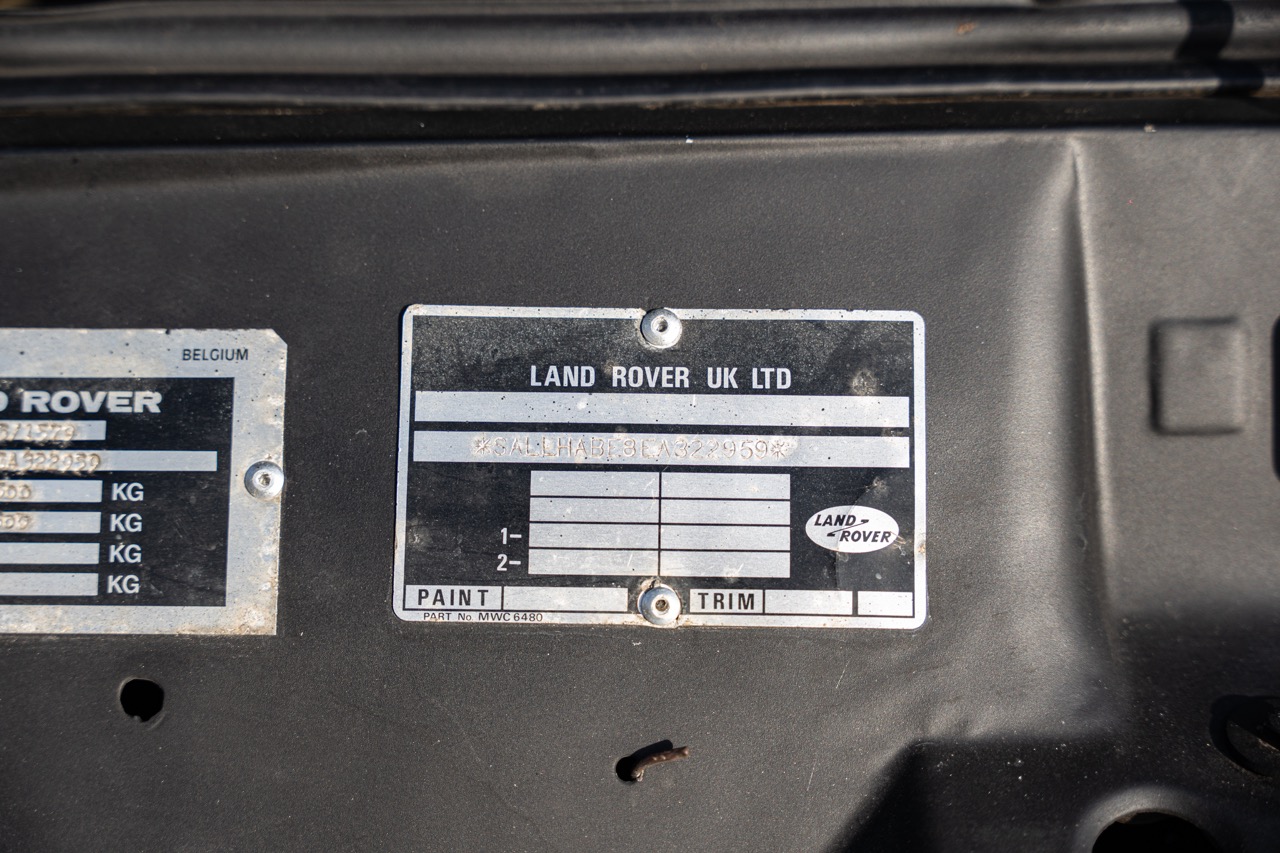 BELGIUM
D ROVER
KG
KG
KG
KG
LAND ROVER UK LTD
*SALLHABE8EA322959*
1-
2-
LAND ROVER
PAINT
TRIM
PART No. MWC 6480